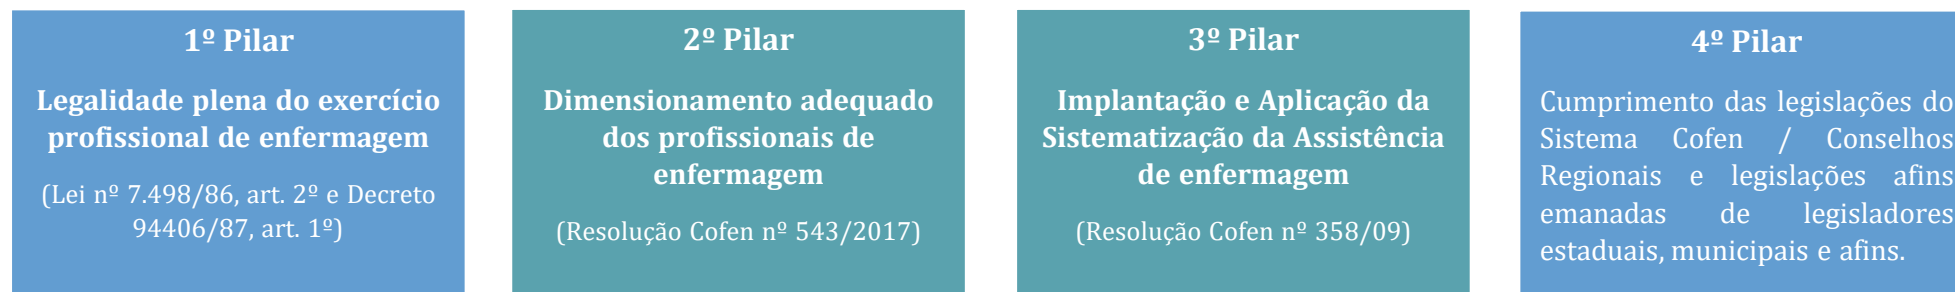 1º Pilar
Legalidade plena do exercício
profissional de enfermagem
(Lei nº 7.498/86, art. 2º e Decreto
94406/87, art. 1º)
2º Pilar
Dimensionamento adequado
dos profissionais de
enfermagem
(Resolução Cofen nº 543/2017)
3º Pilar
Implantação e Aplicação da
Sistematização da Assistência
de enfermagem
(Resolução Cofen nº 358/09)
4º Pilar
Cumprimento das legislações do
Sistema Cofen / Conselhos
Regionais e legislações afins
emanadas de legisladores
estaduais, municipais e afins.